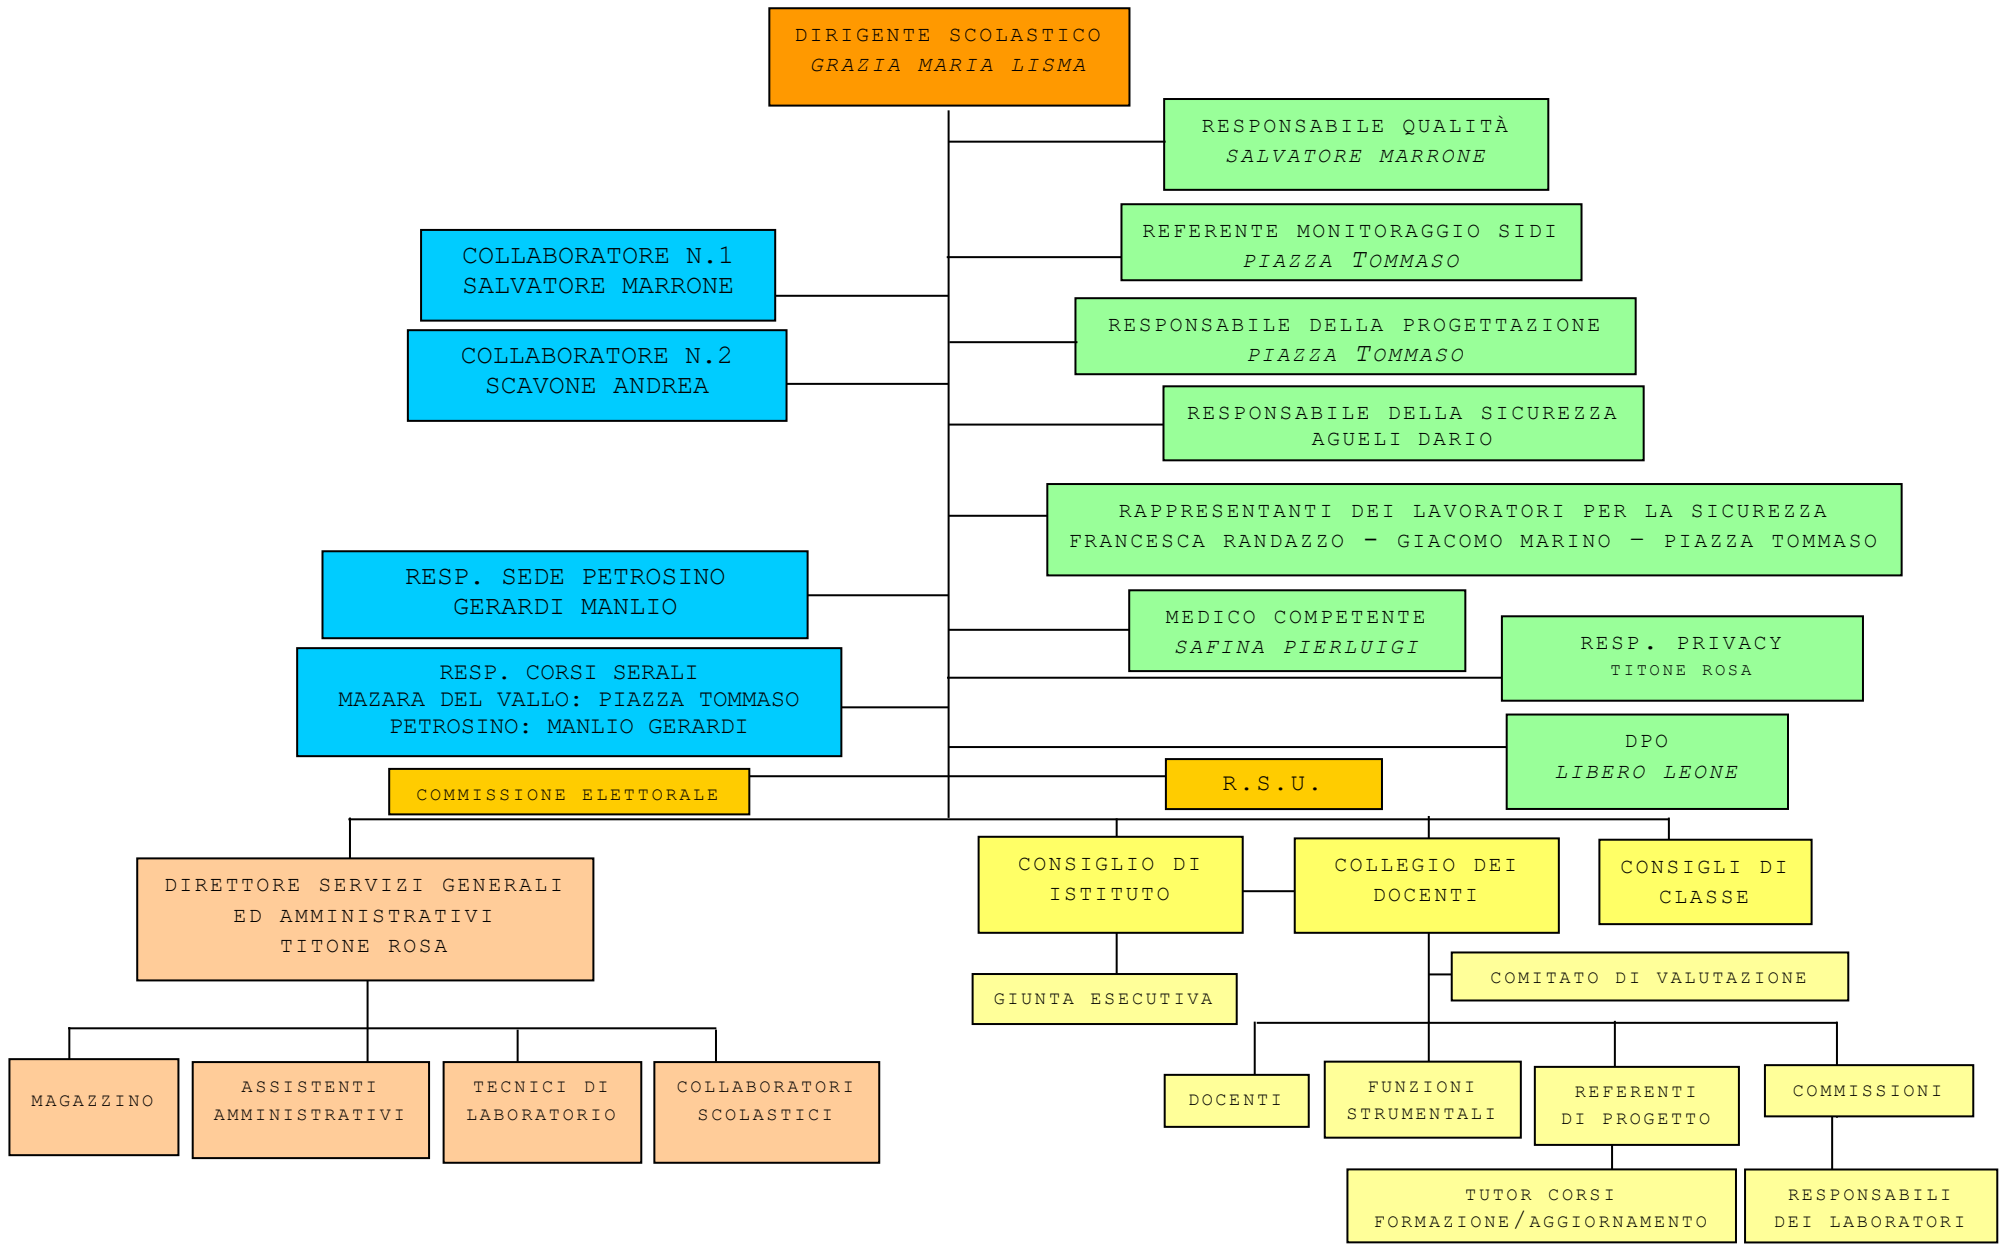 DIRIGENTE SCOLASTICO
GRAZIA MARIA LISMA
RESPONSABILE QUALITÀ
SALVATORE MARRONE
REFERENTE MONITORAGGIO SIDI
PIAZZA TOMMASO
COLLABORATORE N.1
SALVATORE MARRONE
RESPONSABILE DELLA PROGETTAZIONE
PIAZZA TOMMASO
COLLABORATORE N.2
SCAVONE ANDREA
RESPONSABILE DELLA SICUREZZA
AGUELI DARIO
RAPPRESENTANTI DEI LAVORATORI PER LA SICUREZZA
FRANCESCA RANDAZZO - GIACOMO MARINO – PIAZZA TOMMASO
RESP. SEDE PETROSINO
GERARDI MANLIO
MEDICO COMPETENTE
SAFINA PIERLUIGI
RESP. PRIVACY
TITONE ROSA
RESP. CORSI SERALI
MAZARA DEL VALLO: PIAZZA TOMMASO
PETROSINO: MANLIO GERARDI
DPO
LIBERO LEONE
COMMISSIONE ELETTORALE
R.S.U.
DIRETTORE SERVIZI GENERALI
ED AMMINISTRATIVI
TITONE ROSA
CONSIGLIO DI
ISTITUTO
COLLEGIO DEI
DOCENTI
CONSIGLI DI
CLASSE
COMITATO DI VALUTAZIONE
GIUNTA ESECUTIVA
MAGAZZINO
ASSISTENTI
AMMINISTRATIVI
TECNICI DI
LABORATORIO
COLLABORATORI
SCOLASTICI
DOCENTI
FUNZIONI
STRUMENTALI
REFERENTI
DI PROGETTO
COMMISSIONI
TUTOR CORSI
FORMAZIONE/AGGIORNAMENTO
RESPONSABILI
DEI LABORATORI